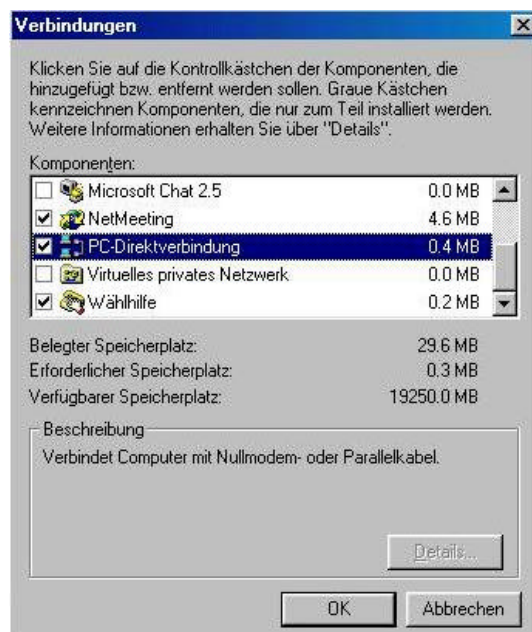 Verbindungen
Klicken Sie auf die Kontrollkästchen der Komponenten, die
hinzugefügt bzw. entfernt werden sollen. Graue Kästchen
kennzeichnen Komponenten, die nur zum Teil installiert werden.
Weitere Informationen erhalten Sie über "Details".
Komponenten:
Microsoft Chat 2.5 0.0 MB
NetMeeting 4.6 MB
PC-Direktverbindung 0.4 MB
Virtuelles privates Netzwerk 0.0 MB
Wählhilfe 0.2 MB
Belegter Speicherplatz: 29.6 MB
Erforderlicher Speicherplatz: 0.3 MB
Verfügbarer Speicherplatz: 19250.0 MB
Beschreibung
Verbindet Computer mit Nullmodem- oder Parallelkabel.
Details...
OK Abbrechen